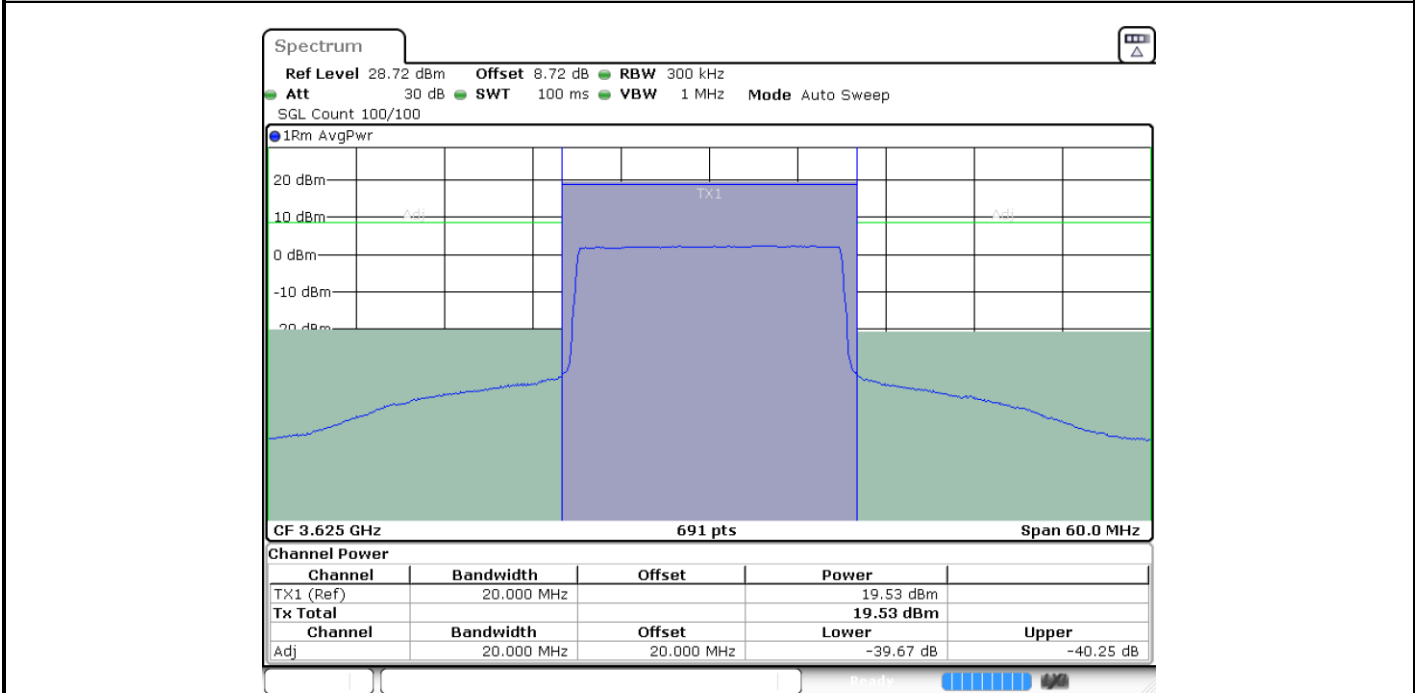 Spectrum
Ref Level 28.72 dBm Offset 8.72 dB RBW 300 kHz
Att 30 dB SWT 100 ms VBW 1 MHz Mode Auto Sweep
SGL Count 100/100
1Rm AvgPwr
20 dBm
TX1
10 dBm Adj Adj
0 dBm
-10 dBm
-20 dBm
CF 3.625 GHz 691 pts Span 60.0 MHz
Channel Power
Channel Bandwidth Offset Power
TX1 (Ref) 20.000 MHz 19.53 dBm
Tx Total 19.53 dBm
Channel Bandwidth Offset Lower Upper
Adj 20.000 MHz 20.000 MHz -39.67 dB -40.25 dB
Ready